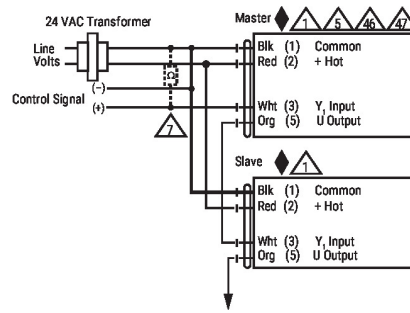 24 VAC Transformer
Master 1 5 46 47
Line
Volts
Blk (1) Common
Red (2) + Hot
Ω
(–)
Control Signal
(+)
Wht (3) Y1 Input
Org (5) U Output
7
Slave 1
Blk (1) Common
Red (2) + Hot
Wht (3) Y1 Input
Org (5) U Output